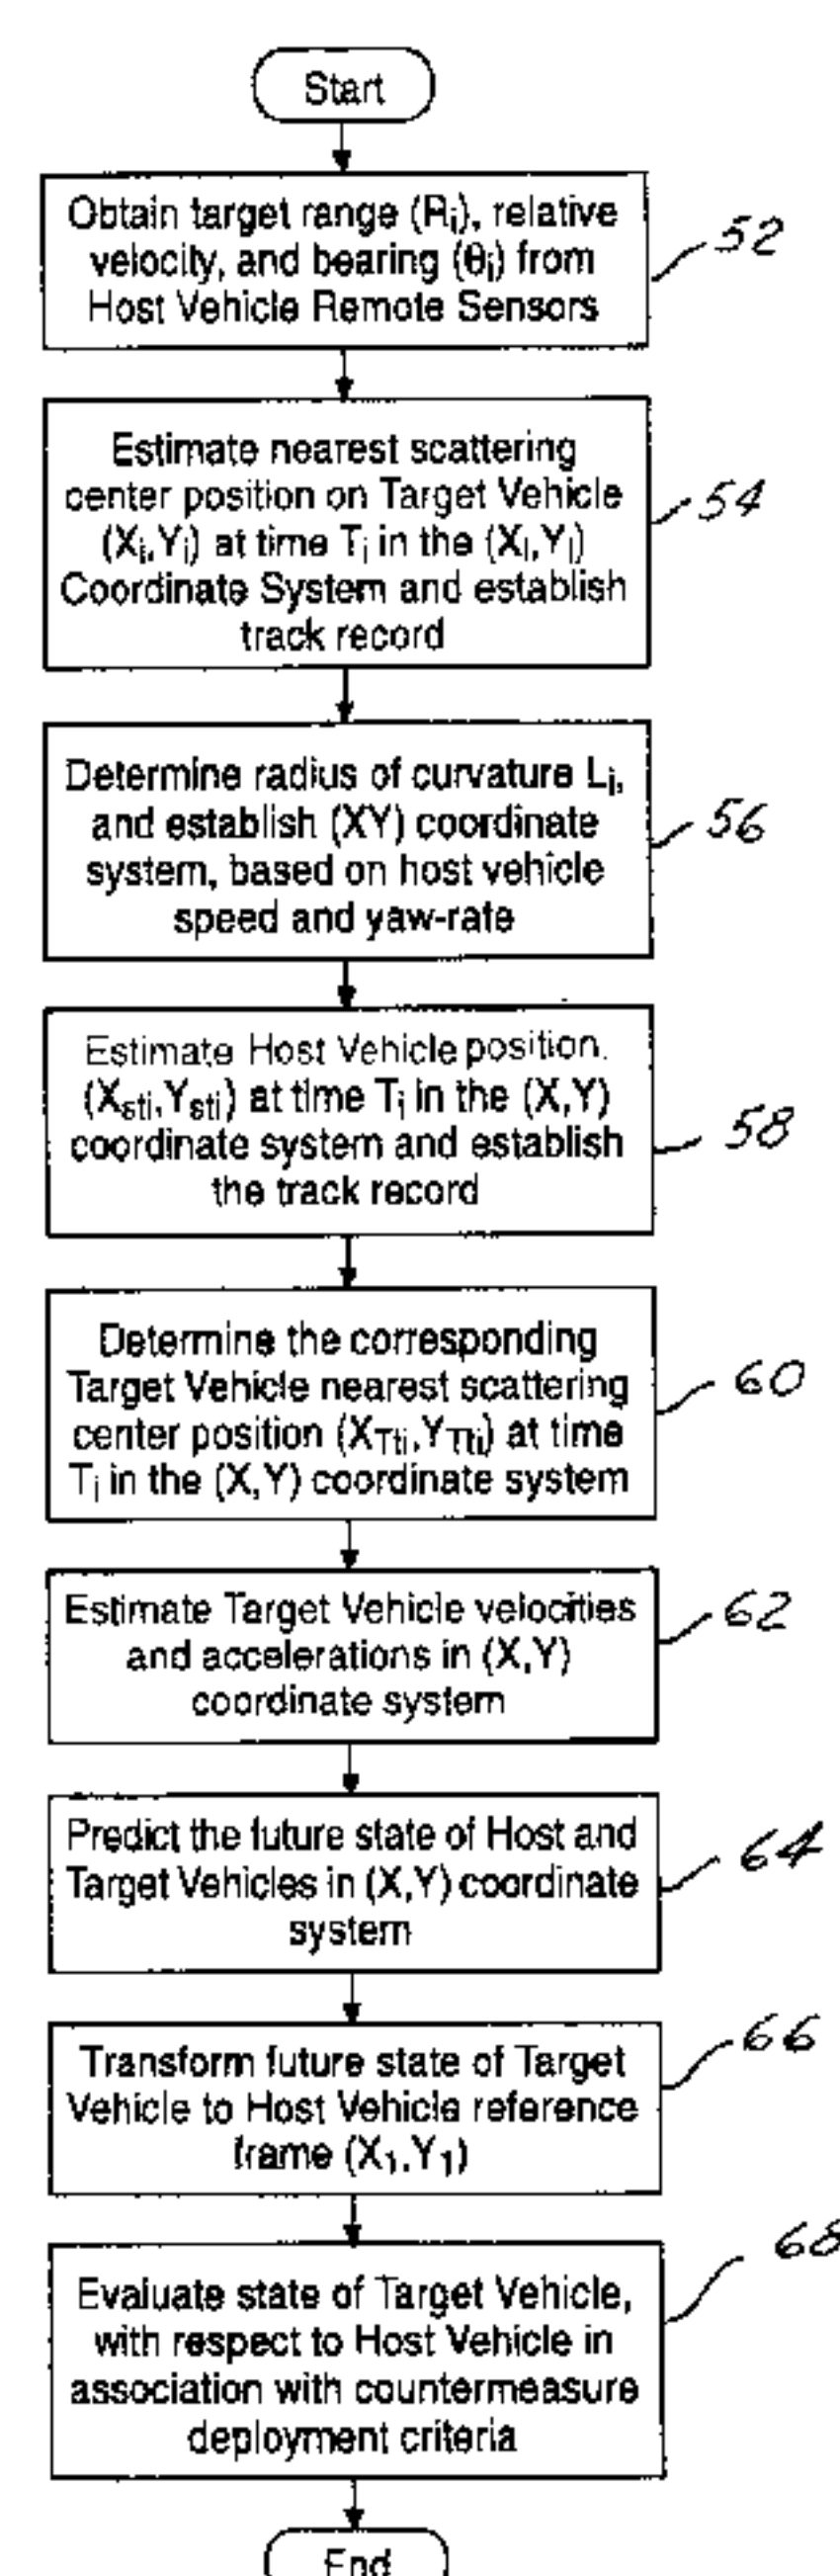 Start
Obtain target range (Ri), relative
velocity, and bearing (θi) from
Host Vehicle Remote Sensors
52
Estimate nearest scattering
center position on Target Vehicle
(Xi,Yi) at time Ti in the (Xi,Yi)
Coordinate System and establish
track record
54
Determine radius of curvature Li,
and establish (XY) coordinate
system, based on host vehicle
speed and yaw-rate
56
Estimate Host Vehicle position.
(Xsti,Ysti) at time Ti in the (X,Y)
coordinate system and establish
the track record
58
Determine the corresponding
Target Vehicle nearest scattering
center position (XTti,YTti) at time
Ti in the (X,Y) coordinate system
60
Estimate Target Vehicle velocities
and accelerations in (X,Y)
coordinate system
62
Predict the future state of Host and
Target Vehicles in (X,Y) coordinate
system
64
Transform future state of Target
Vehicle to Host Vehicle reference
frame (X1,Y1)
66
Evaluate state of Target Vehicle,
with respect to Host Vehicle in
association with countermeasure
deployment criteria
68
End